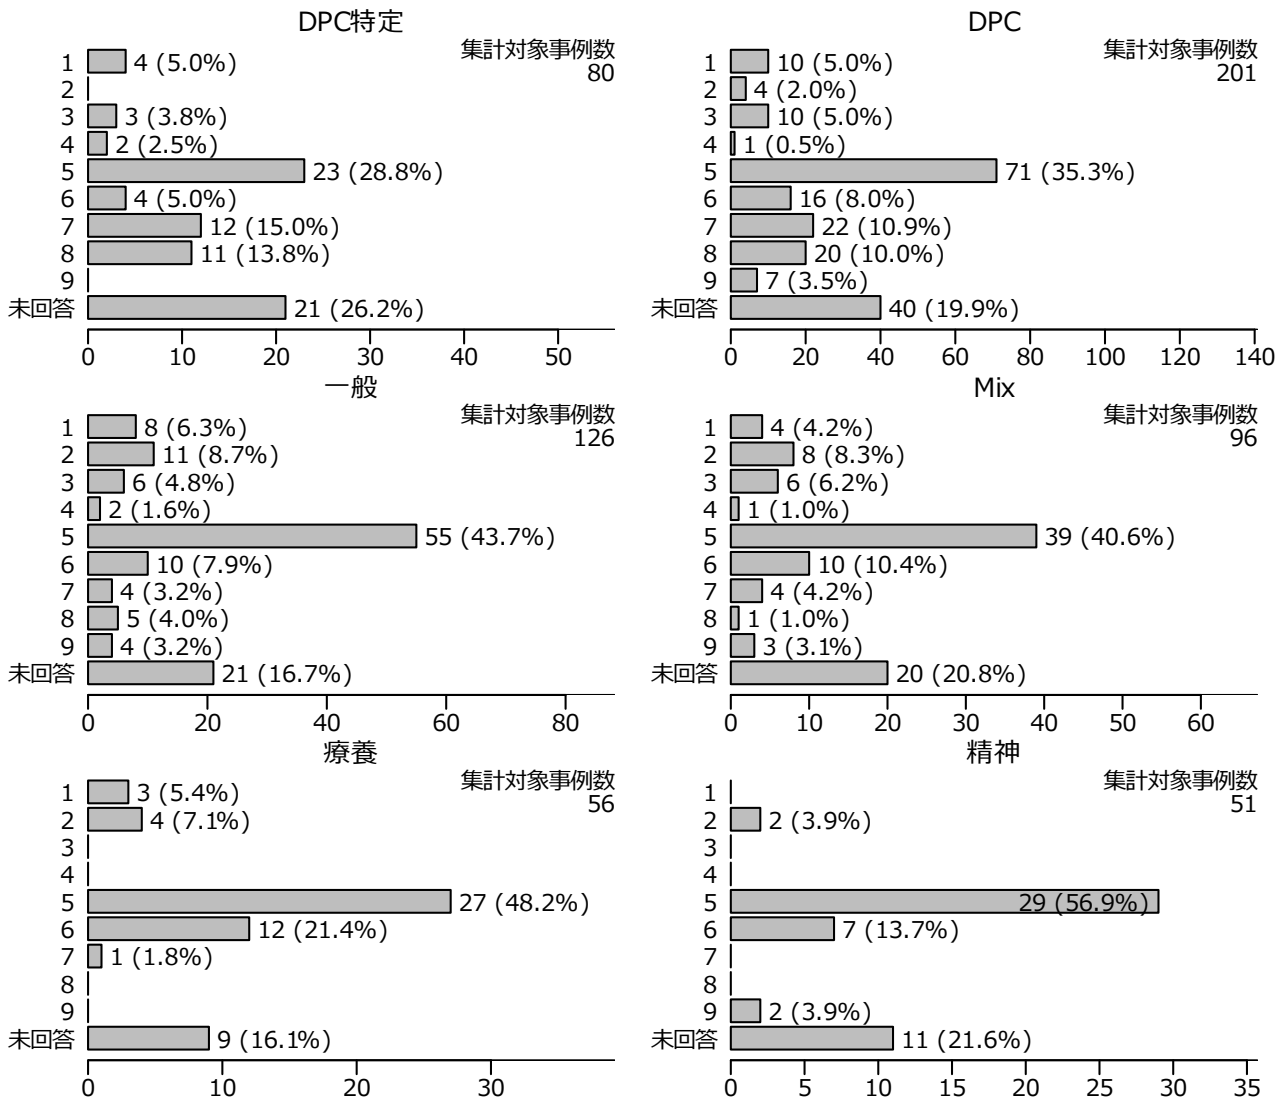 DPC特定
集計対象事例数
80
1 4 (5.0%)
2
3 3 (3.8%)
4 2 (2.5%)
5 23 (28.8%)
6 4 (5.0%)
7 12 (15.0%)
8 11 (13.8%)
9
未回答 21 (26.2%)
0 10 20 30 40 50
DPC
集計対象事例数
201
1 10 (5.0%)
2 4 (2.0%)
3 10 (5.0%)
4 1 (0.5%)
5 71 (35.3%)
6 16 (8.0%)
7 22 (10.9%)
8 20 (10.0%)
9 7 (3.5%)
未回答 40 (19.9%)
0 20 40 60 80 100 120 140
一般
集計対象事例数
126
1 8 (6.3%)
2 11 (8.7%)
3 6 (4.8%)
4 2 (1.6%)
5 55 (43.7%)
6 10 (7.9%)
7 4 (3.2%)
8 5 (4.0%)
9 4 (3.2%)
未回答 21 (16.7%)
0 20 40 60 80
Mix
集計対象事例数
96
1 4 (4.2%)
2 8 (8.3%)
3 6 (6.2%)
4 1 (1.0%)
5 39 (40.6%)
6 10 (10.4%)
7 4 (4.2%)
8 1 (1.0%)
9 3 (3.1%)
未回答 20 (20.8%)
0 10 20 30 40 50 60
療養
集計対象事例数
56
1 3 (5.4%)
2 4 (7.1%)
3
4
5 27 (48.2%)
6 12 (21.4%)
7 1 (1.8%)
8
9
未回答 9 (16.1%)
0 10 20 30
精神
集計対象事例数
51
1
2 2 (3.9%)
3
4
5 29 (56.9%)
6 7 (13.7%)
7
8
9 2 (3.9%)
未回答 11 (21.6%)
0 5 10 15 20 25 30 35